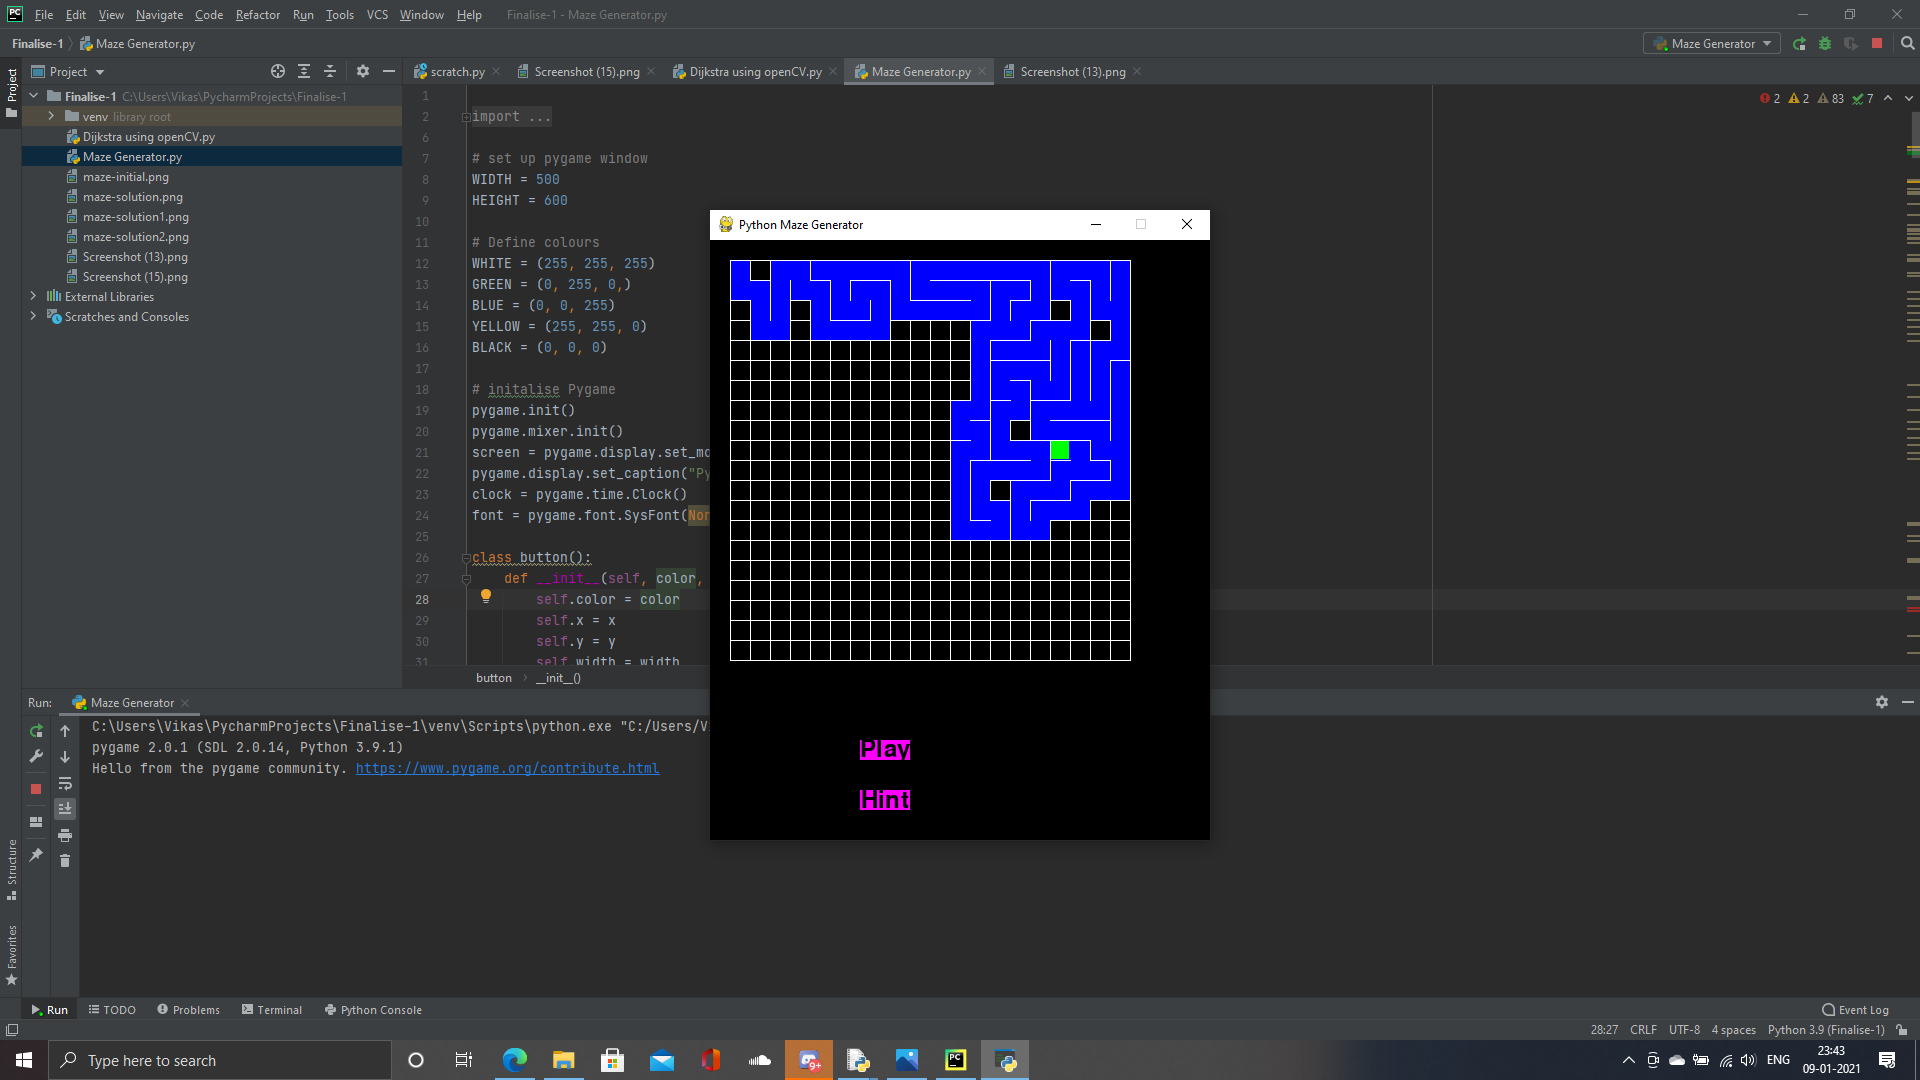 File Edit View Navigate Code Refactor Run Tools VCS Window Help Finalise-1 - Maze Generator.py
Finalise-1 Maze Generator.py
Maze Generator
Project
Project
scratch.py
Screenshot (15).png
Dijkstra using openCV.py
Maze Generator.py
Screenshot (13).png
Finalise-1 C:\Users\Vikas\PycharmProjects\Finalise-1
venv library root
Dijkstra using openCV.py
Maze Generator.py
maze-initial.png
maze-solution.png
maze-solution1.png
maze-solution2.png
Screenshot (13).png
Screenshot (15).png
External Libraries
Scratches and Consoles
2 2 83 7
1
2 import ...
6
7 # set up pygame window
8 WIDTH = 500
9 HEIGHT = 600
10
11 # Define colours
12 WHITE = (255, 255, 255)
13 GREEN = (0, 255, 0,)
14 BLUE = (0, 0, 255)
15 YELLOW = (255, 255, 0)
16 BLACK = (0, 0, 0)
17
18 # initalise Pygame
19 pygame.init()
20 pygame.mixer.init()
21 screen = pygame.display.set_mo
22 pygame.display.set_caption("Py
23 clock = pygame.time.Clock()
24 font = pygame.font.SysFont(Non
25
26 class button():
27 def __init__(self, color,
28 self.color = color
29 self.x = x
30 self.y = y
31 self.width = width
button __init__()
Python Maze Generator
Play
Hint
Run: Maze Generator
C:\Users\Vikas\PycharmProjects\Finalise-1\venv\Scripts\python.exe "C:/Users/V
pygame 2.0.1 (SDL 2.0.14, Python 3.9.1)
Hello from the pygame community. https://www.pygame.org/contribute.html
Structure
Favorites
Run TODO Problems Terminal Python Console Event Log
28:27 CRLF UTF-8 4 spaces Python 3.9 (Finalise-1)
Type here to search
9+
PC
ENG
23:43
09-01-2021